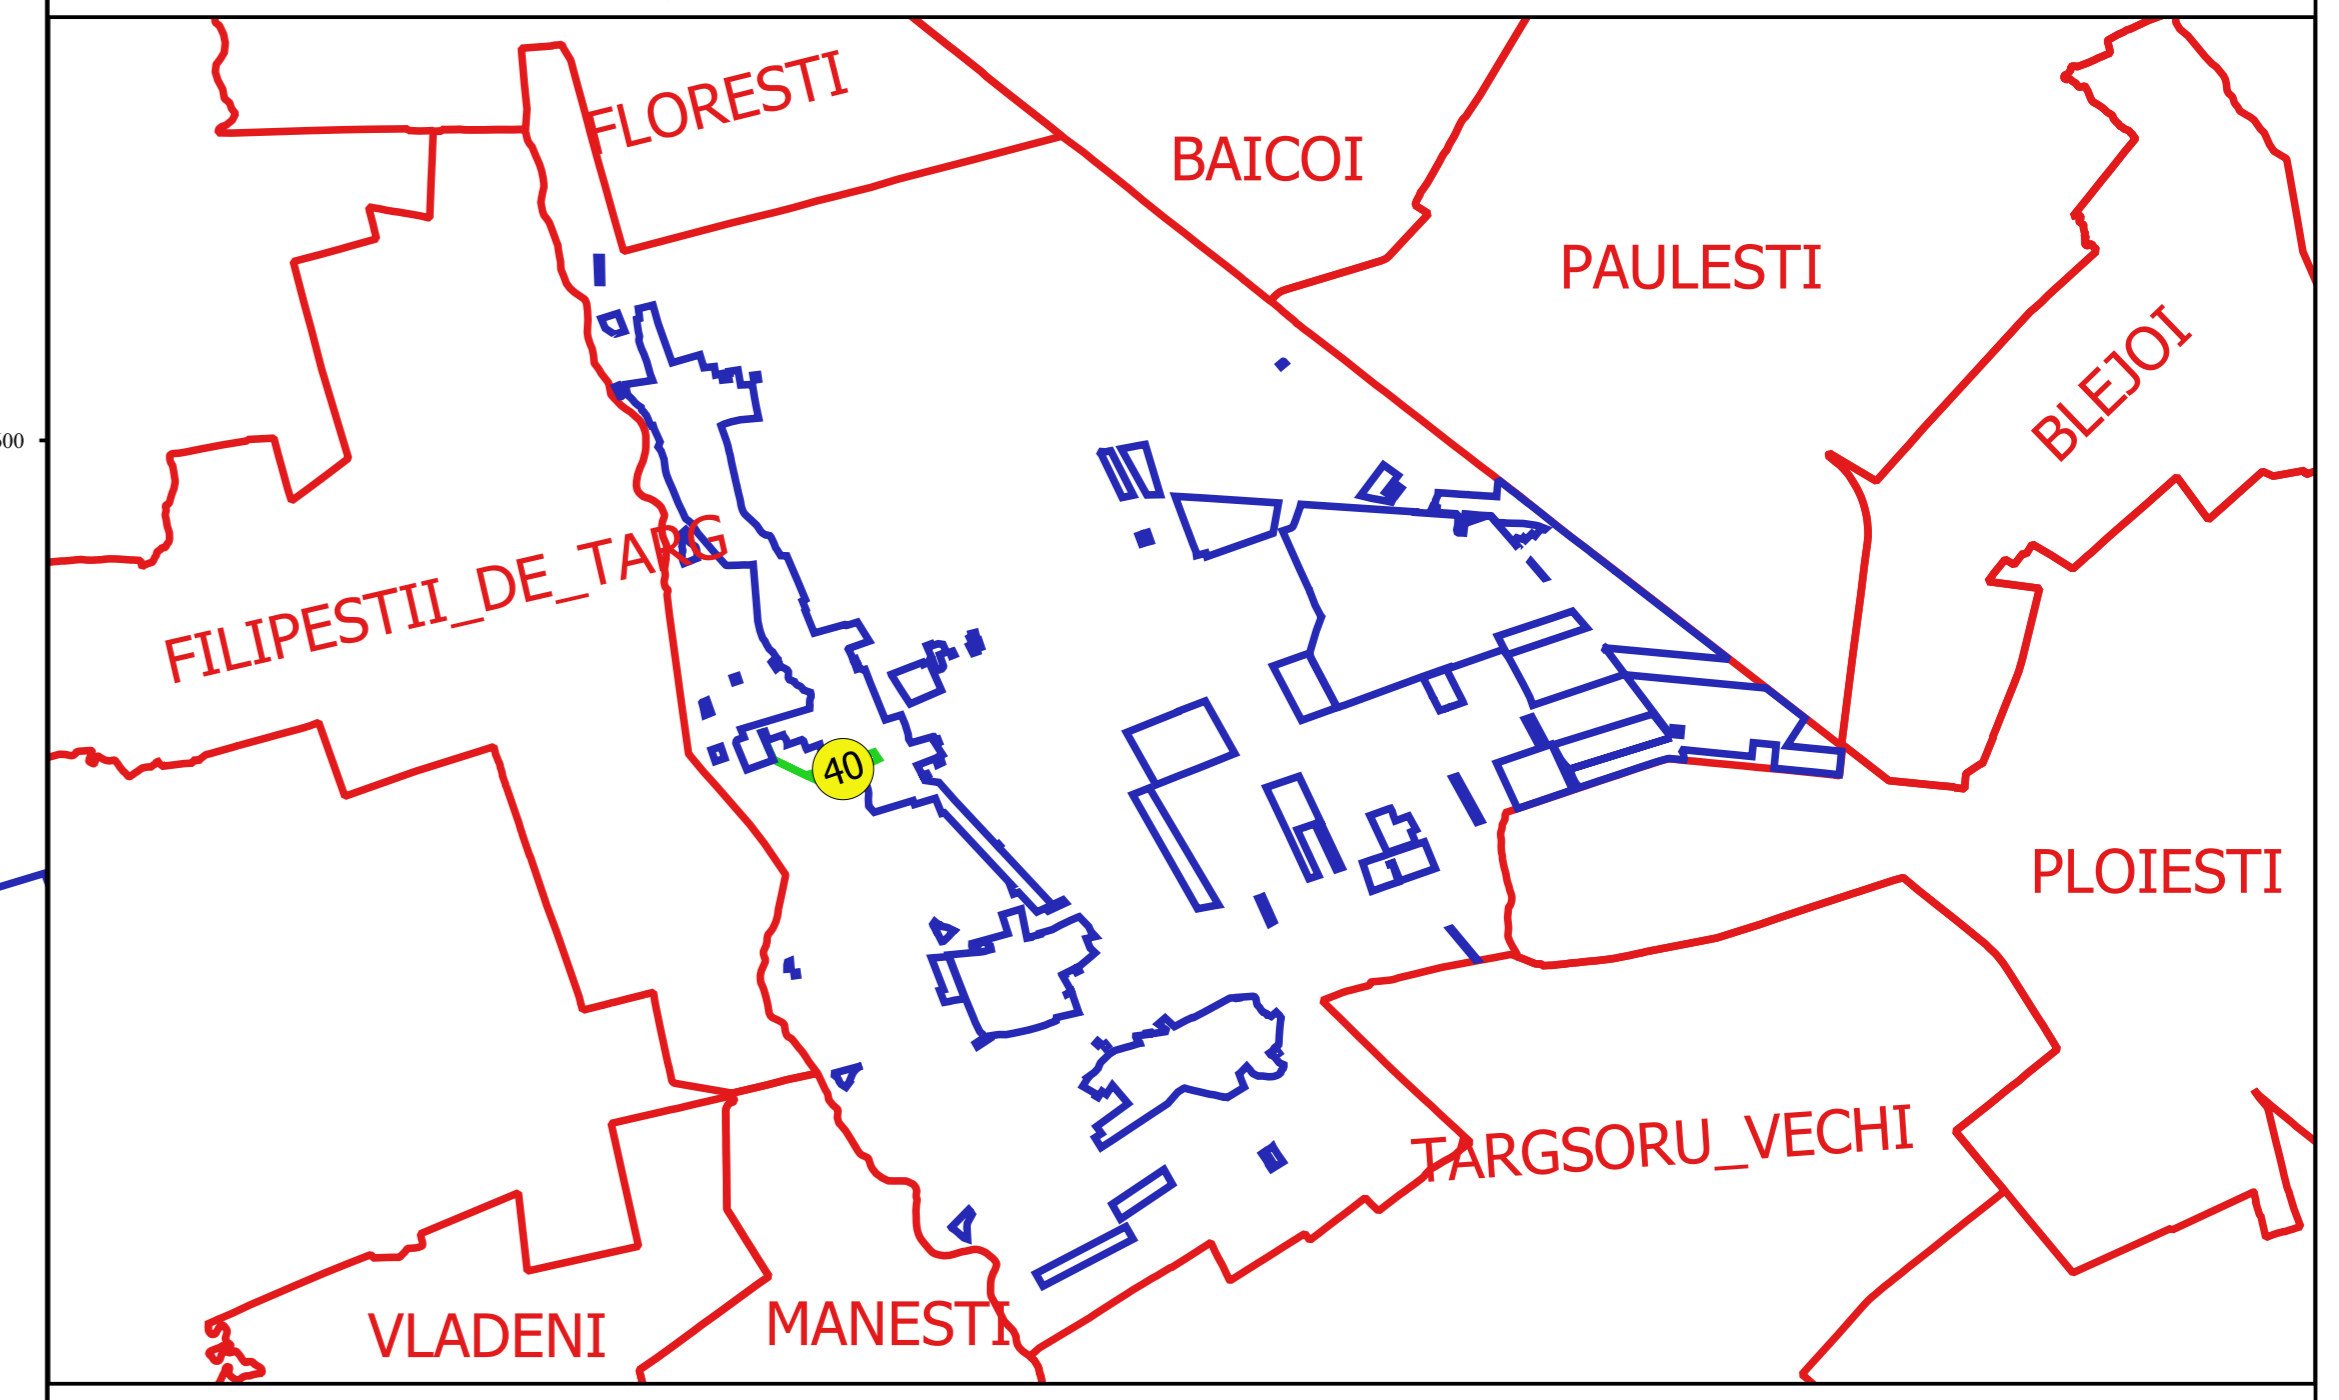 FLORESTI
BAICOI
PAULESTI
BLEJOI
FILIPESTII_DE_TARG
40
PLOIESTI
TARGSORU_VECHI
VLADENI
MANESTI